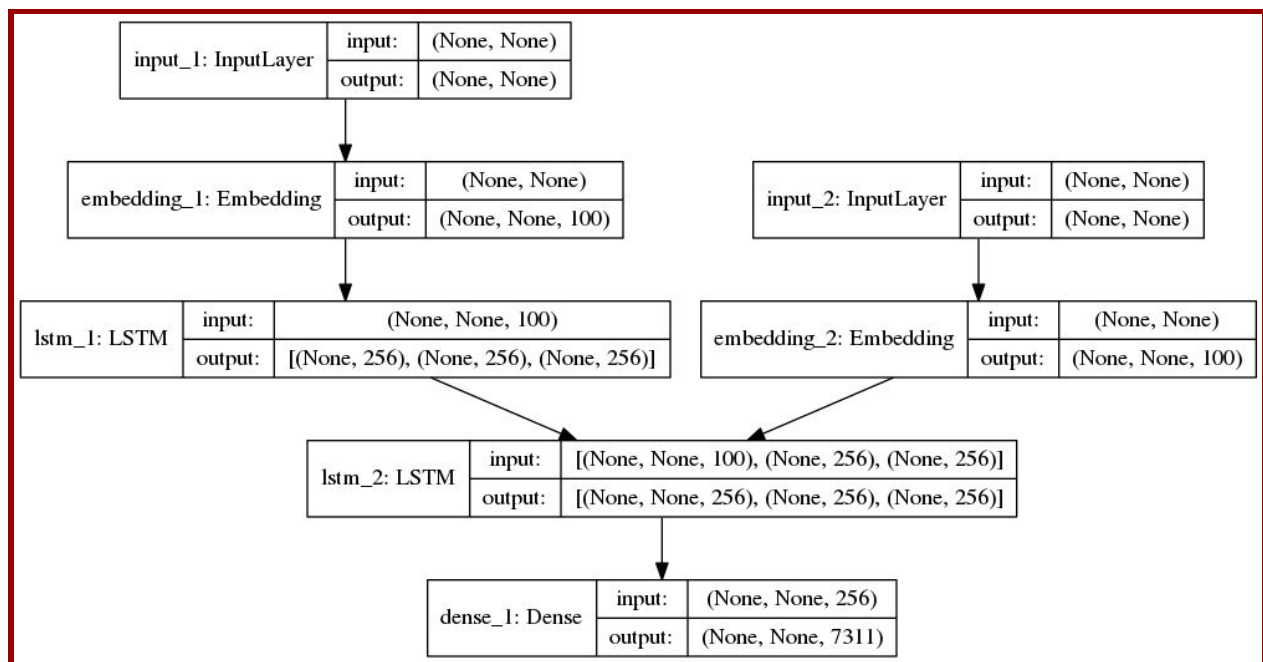 input_1: InputLayer
input: (None, None)
output: (None, None)
embedding_1: Embedding
input: (None, None)
output: (None, None, 100)
input_2: InputLayer
input: (None, None)
output: (None, None)
lstm_1: LSTM
input: (None, None, 100)
output: [(None, 256), (None, 256), (None, 256)]
embedding_2: Embedding
input: (None, None)
output: (None, None, 100)
lstm_2: LSTM
input: [(None, None, 100), (None, 256), (None, 256)]
output: [(None, None, 256), (None, 256), (None, 256)]
dense_1: Dense
input: (None, None, 256)
output: (None, None, 7311)